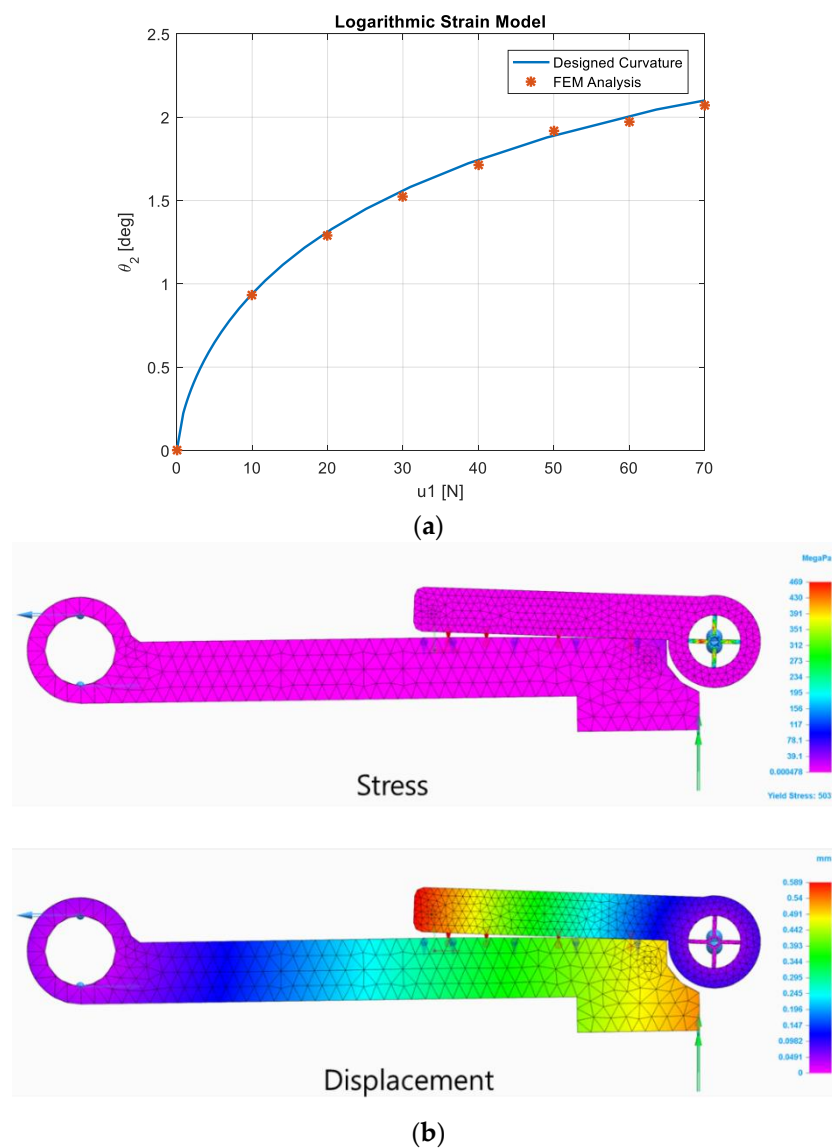 Logarithmic Strain Model
2.5
2
1.5
1
0.5
0
θ2 [deg]
Designed Curvature
FEM Analysis
0 10 20 30 40 50 60 70
u1 [N]
(a)
MegaPa
469
430
391
351
312
273
234
195
156
117
78.1
39.1
0.000478
Yield Stress: 503
Stress
mm
0.589
0.54
0.491
0.442
0.393
0.344
0.295
0.245
0.196
0.147
0.0982
0.0491
0
Displacement
(b)